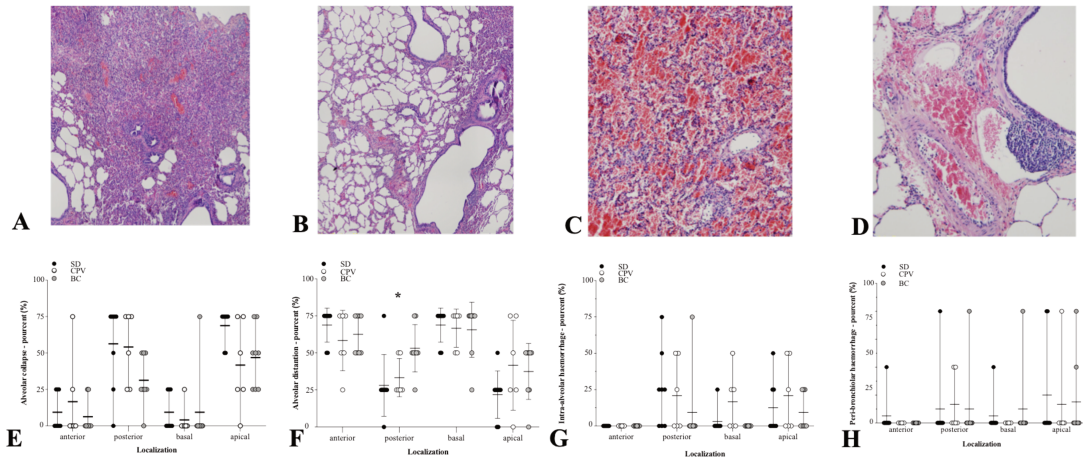 A
B
C
D
E
SD
CPV
BC
Alveolar collapse - pourcent (%)
100
75
50
25
0
anterior posterior basal apical
Localization
F
SD
CPV
BC
Alveolar distation - pourcent (%)
100
75
50
25
0
*
anterior posterior basal apical
Localization
G
SD
CPV
BC
Intra-alveolar haemorrhage - pourcent (%)
100
75
50
25
0
anterior posterior basal apical
Localization
H
SD
CPV
BC
Peri-bronchiolar haemorrhage - pourcent (%)
100
75
50
25
0
anterior posterior basal apical
Localization